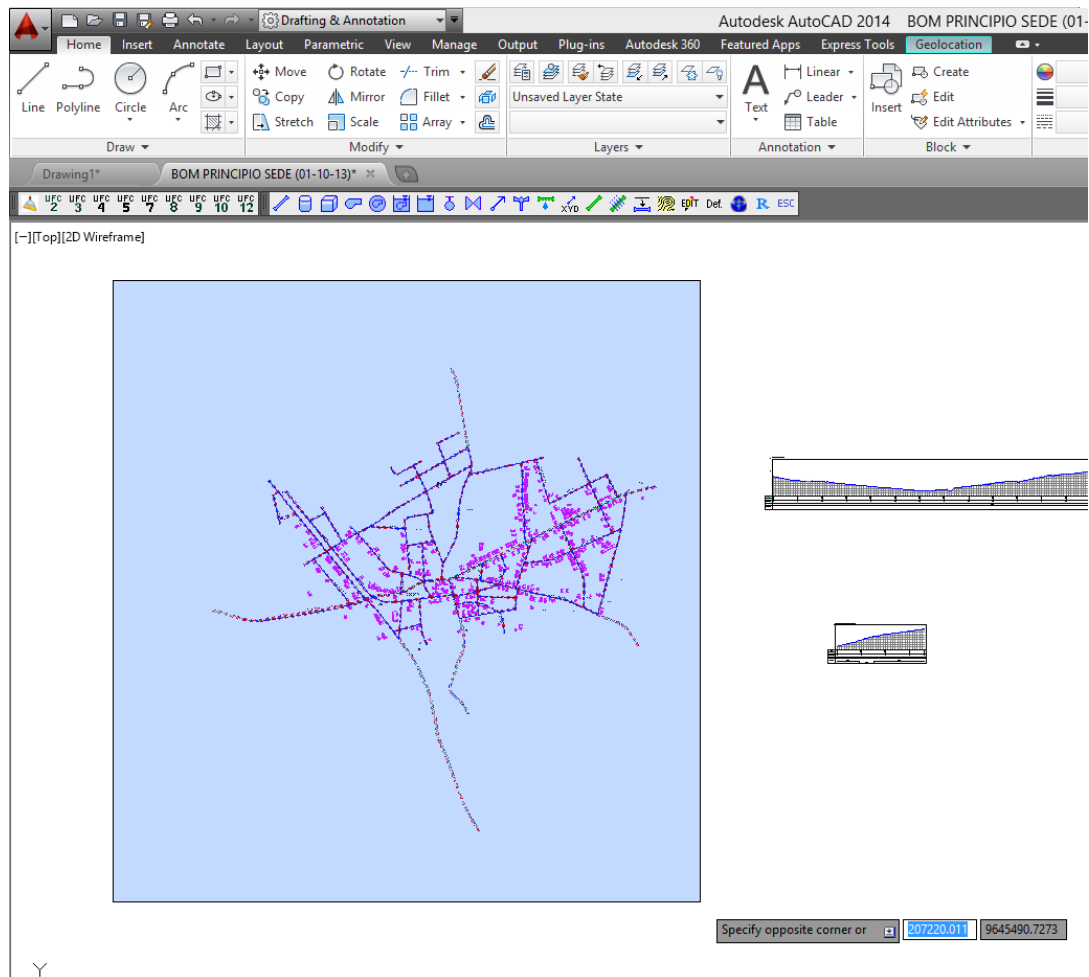 Drafting & Annotation
Autodesk AutoCAD 2014 BOM PRINCIPIO SEDE (01-
Home Insert Annotate Layout Parametric View Manage Output Plug-ins Autodesk 360 Featured Apps Express Tools Geolocation
Move Rotate Trim
Unsaved Layer State
Linear
Create
Line Polyline Circle Arc
Copy Mirror Fillet
Text
Leader
Insert
Edit
Stretch Scale Array
Table
Edit Attributes
Draw Modify Layers Annotation Block
Drawing1* BOM PRINCIPIO SEDE (01-10-13)*
UFC 2 UFC 3 UFC 4 UFC 5 UFC 7 UFC 8 UFC 9 UFC 10 UFC 12 XYD EDIT Def. R ESC
[−][Top][2D Wireframe]
Specify opposite corner or 207220.011 9645490.7273
Y